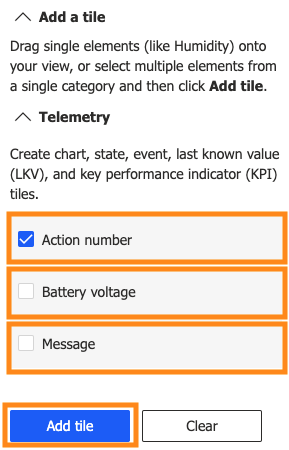 Add a tile
Drag single elements (like Humidity) onto
your view, or select multiple elements from
a single category and then click Add tile.
Telemetry
Create chart, state, event, last known value
(LKV), and key performance indicator (KPI)
tiles.
Action number
Battery voltage
Message
Add tile
Clear